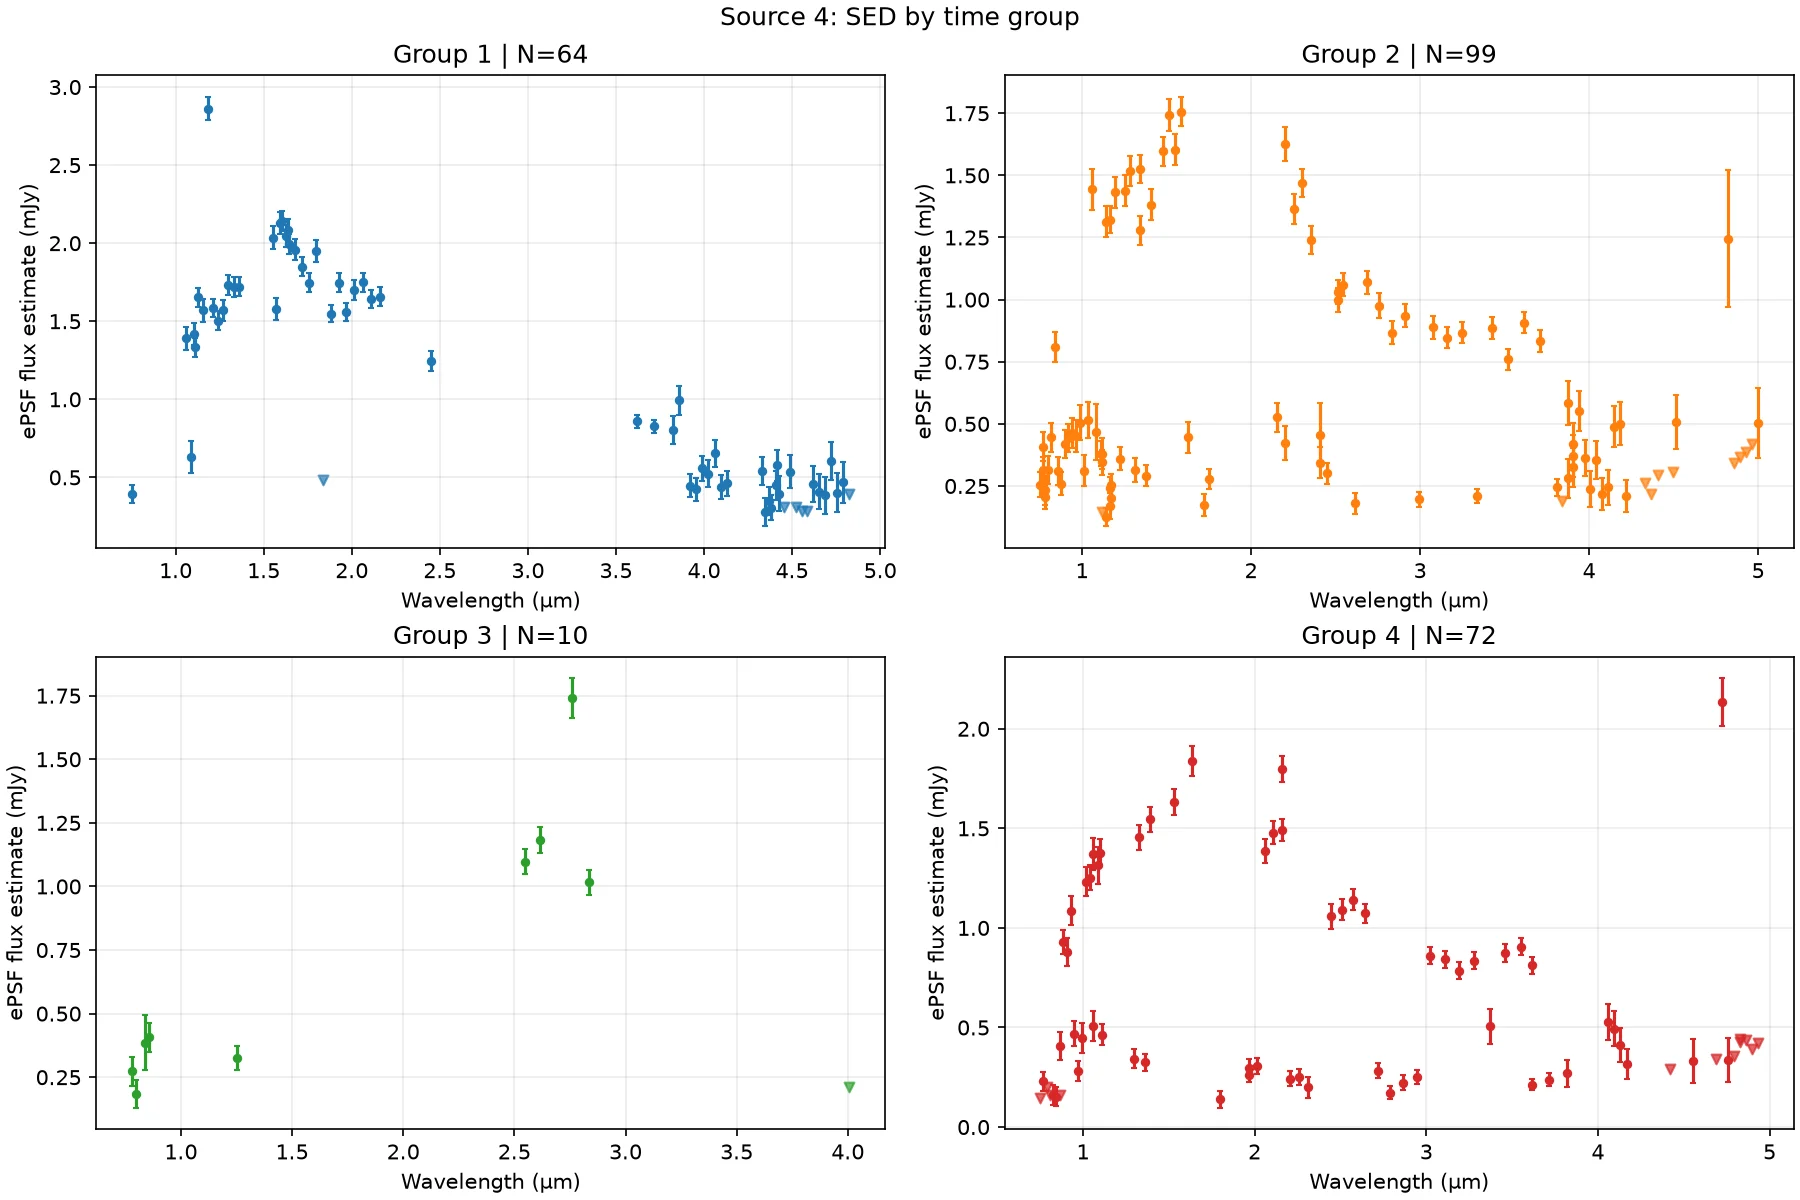 Source 4: SED by time group
Group 1 | N=64
ePSF flux estimate (mJy)
3.0
2.5
2.0
1.5
1.0
0.5
1.0 1.5 2.0 2.5 3.0 3.5 4.0 4.5 5.0
Wavelength (μm)
Group 2 | N=99
ePSF flux estimate (mJy)
1.75
1.50
1.25
1.00
0.75
0.50
0.25
1 2 3 4 5
Wavelength (μm)
Group 3 | N=10
ePSF flux estimate (mJy)
1.75
1.50
1.25
1.00
0.75
0.50
0.25
1.0 1.5 2.0 2.5 3.0 3.5 4.0
Wavelength (μm)
Group 4 | N=72
ePSF flux estimate (mJy)
2.0
1.5
1.0
0.5
0.0
1 2 3 4 5
Wavelength (μm)